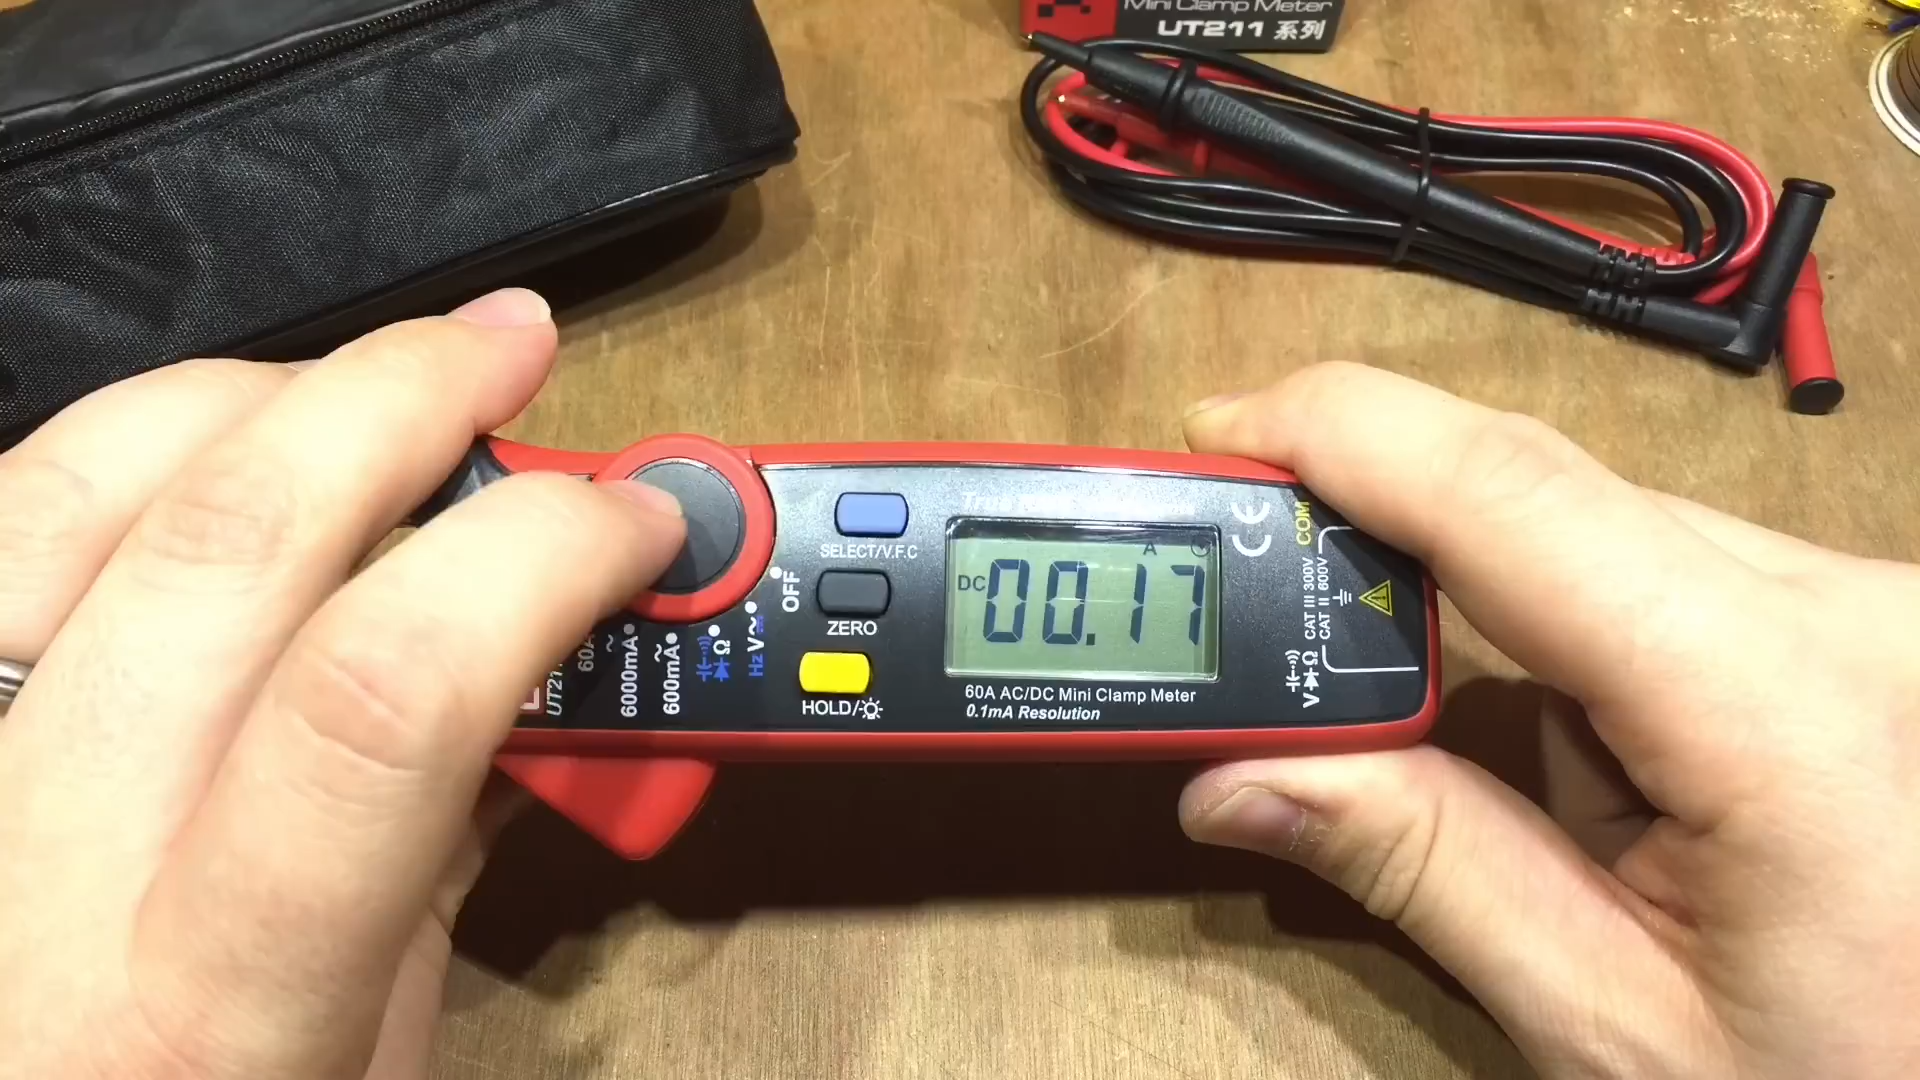 Mini Clamp Meter
UT211 系列
SELECT/V.F.C
ZERO
HOLD/
OFF
Hz V
Ω
600mA
6000mA
60A
DC 00.17 A
60A AC/DC Mini Clamp Meter
0.1mA Resolution
CE
COM
CAT III 300V
CAT II 600V
V Ω